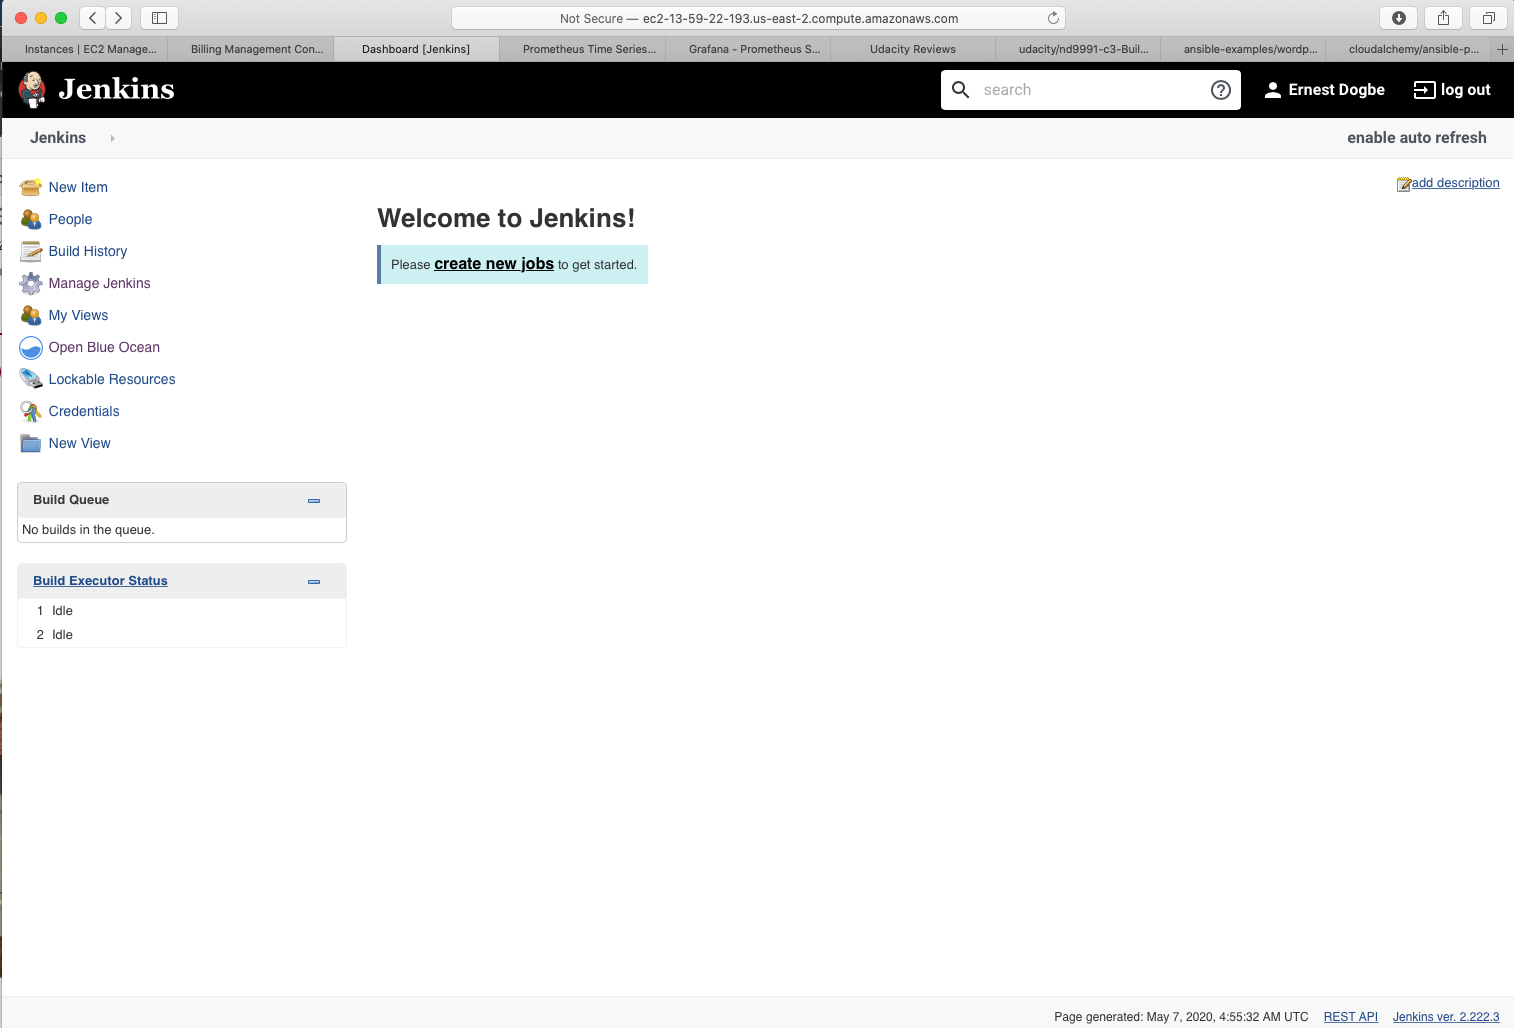 Not Secure — ec2-13-59-22-193.us-east-2.compute.amazonaws.com
Instances | EC2 Manage...
Billing Management Con...
Dashboard [Jenkins]
Prometheus Time Series...
Grafana - Prometheus S...
Udacity Reviews
udacity/nd9991-c3-Buil...
ansible-examples/wordp...
cloudalchemy/ansible-p...
Jenkins
search
Ernest Dogbe
log out
Jenkins
enable auto refresh
New Item
People
Build History
Manage Jenkins
My Views
Open Blue Ocean
Lockable Resources
Credentials
New View
add description
Welcome to Jenkins!
Please create new jobs to get started.
Build Queue
No builds in the queue.
Build Executor Status
1 Idle
2 Idle
Page generated: May 7, 2020, 4:55:32 AM UTC
REST API
Jenkins ver. 2.222.3